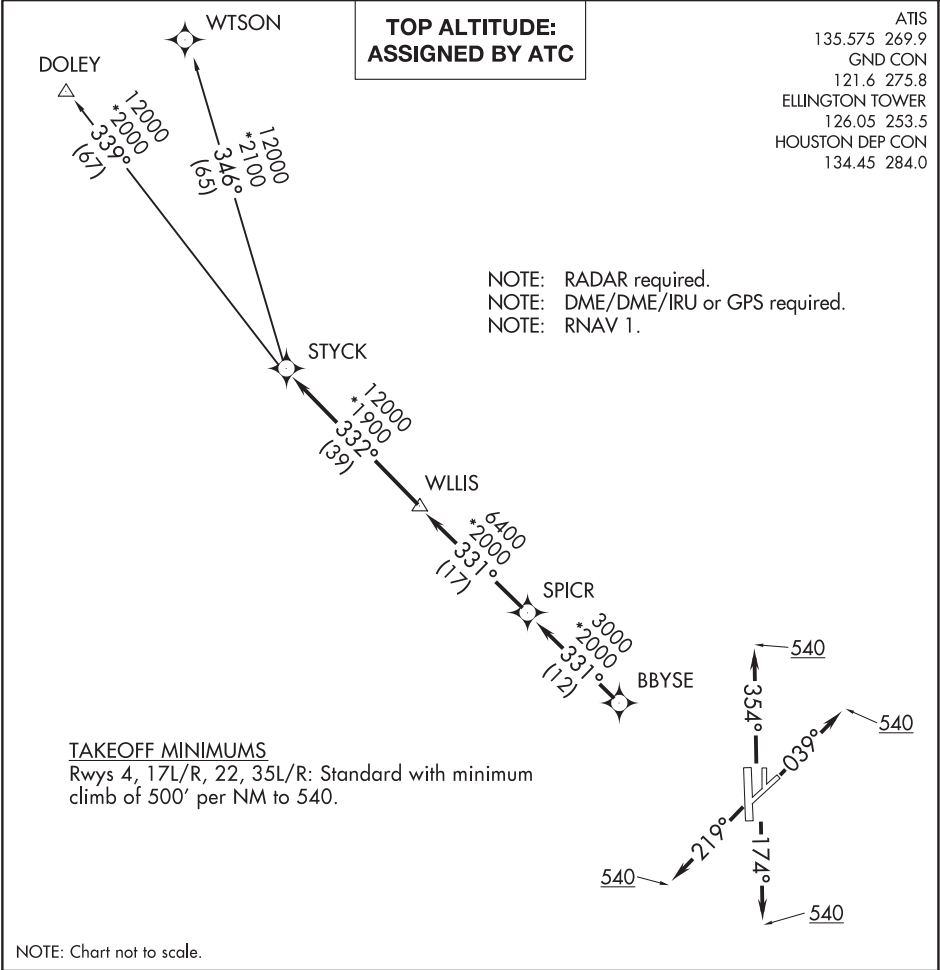 TOP ALTITUDE:
ASSIGNED BY ATC
ATIS
135.575 269.9
GND CON
121.6 275.8
ELLINGTON TOWER
126.05 253.5
HOUSTON DEP CON
134.45 284.0
WTSON
DOLEY
12000
*2000
339°
(67)
12000
*2100
346°
(65)
NOTE: RADAR required.
NOTE: DME/DME/IRU or GPS required.
NOTE: RNAV 1.
STYCK
12000
*1900
332°
(39)
WLLIS
6400
*2000
331°
(17)
SPICR
3000
*2000
331°
(12)
BBYSE
540
354°
540
039°
219°
174°
540
540
TAKEOFF MINIMUMS
Rwys 4, 17L/R, 22, 35L/R: Standard with minimum
climb of 500' per NM to 540.
NOTE: Chart not to scale.